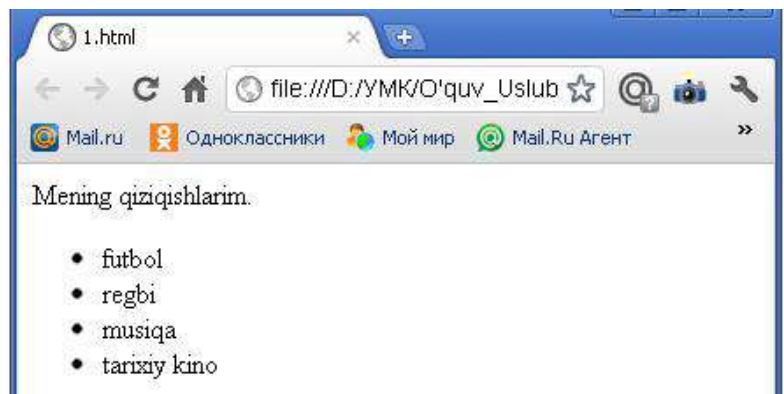 1.html
file:///D:/УМК/O'quv_Uslub
Mail.ru Одноклассники Мой мир Mail.Ru Агент »
Mening qiziqishlarim.
• futbol
• regbi
• musiqa
• tarixiy kino